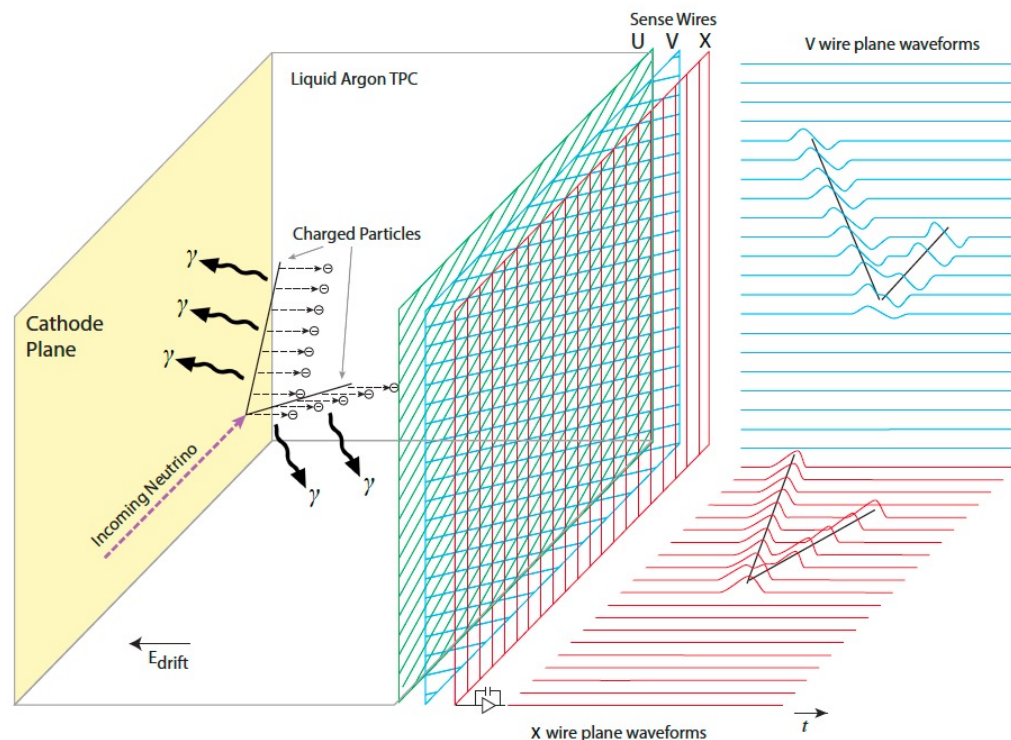 Sense Wires
U V X
V wire plane waveforms
Liquid Argon TPC
Charged Particles
γ
γ
γ
Cathode
Plane
Incoming Neutrino
γ
γ
E drift
t
X wire plane waveforms